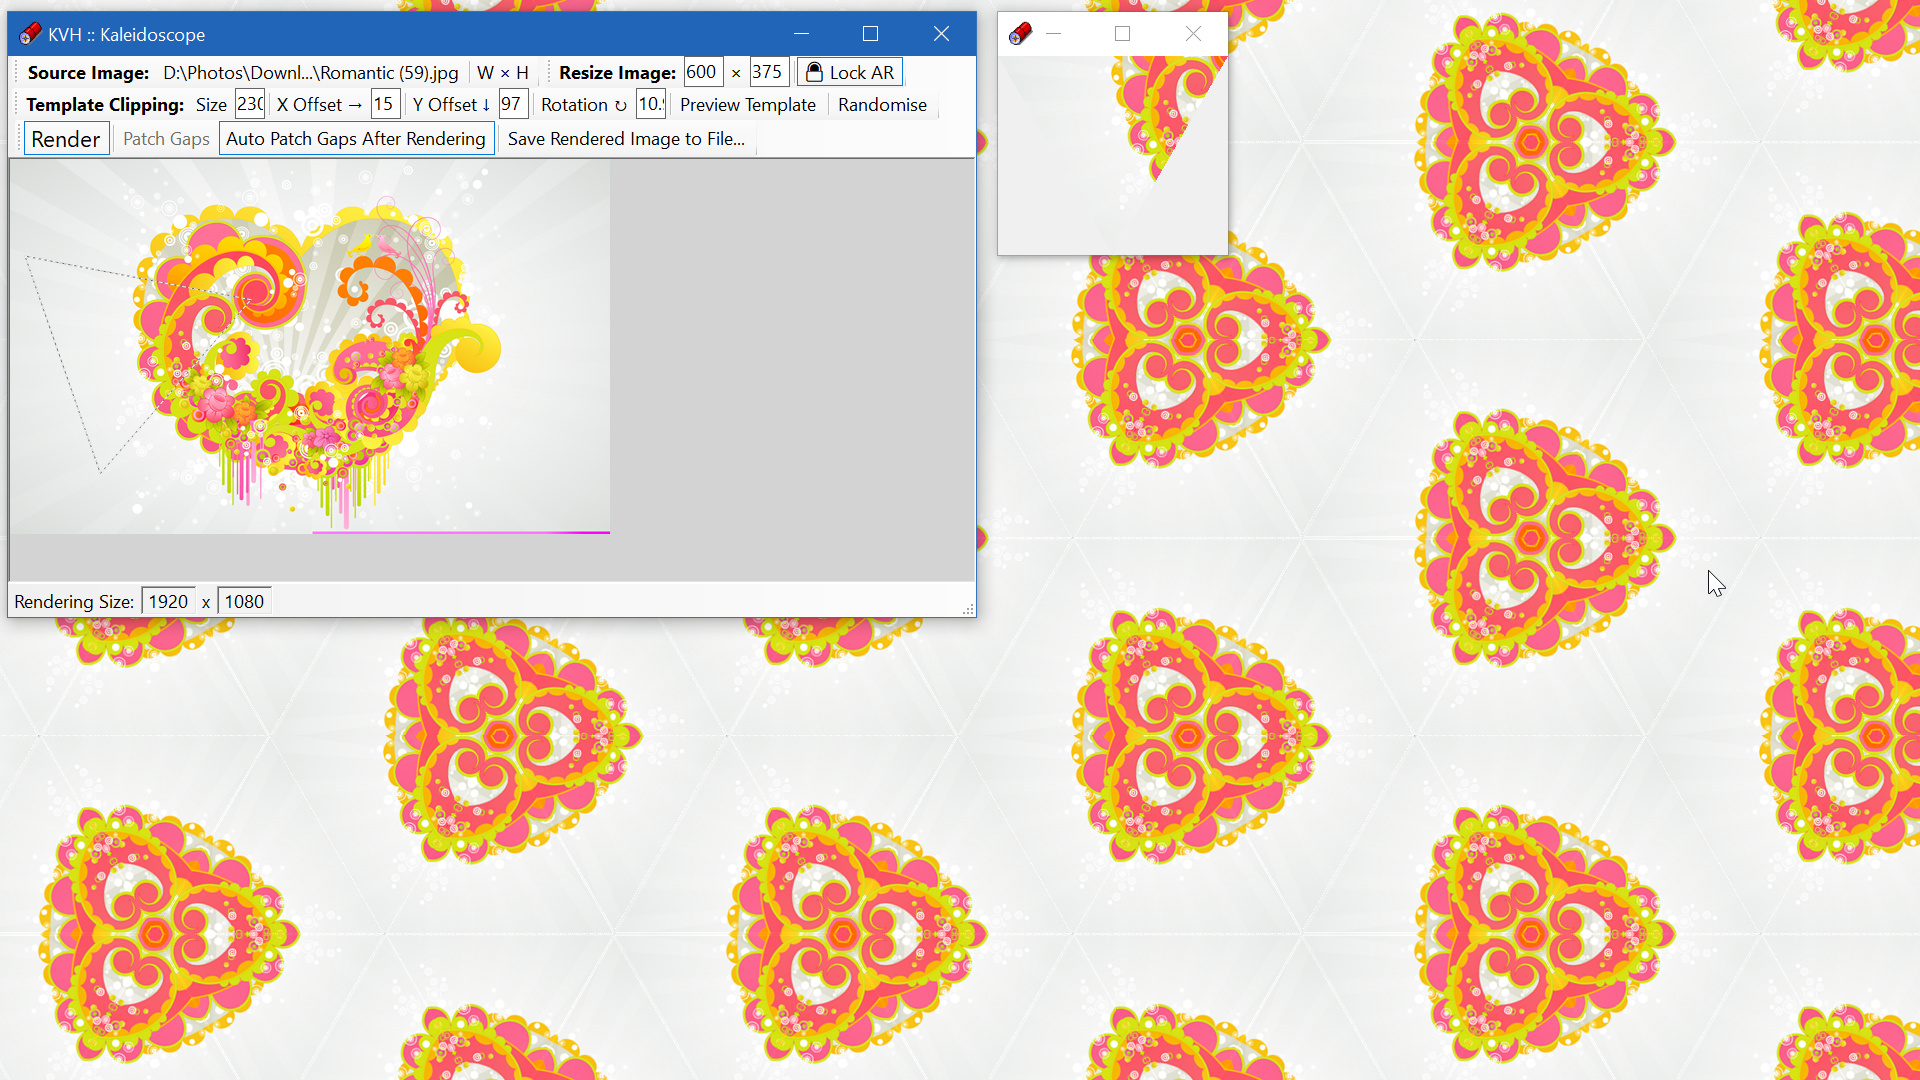 KVH :: Kaleidoscope
Source Image: D:\Photos\Downl...\Romantic (59).jpg W × H Resize Image: 600 × 375 Lock AR
Template Clipping: Size 230 X Offset → 15 Y Offset ↓ 97 Rotation ↻ 10. Preview Template Randomise
Render Patch Gaps Auto Patch Gaps After Rendering Save Rendered Image to File...
Rendering Size: 1920 x 1080